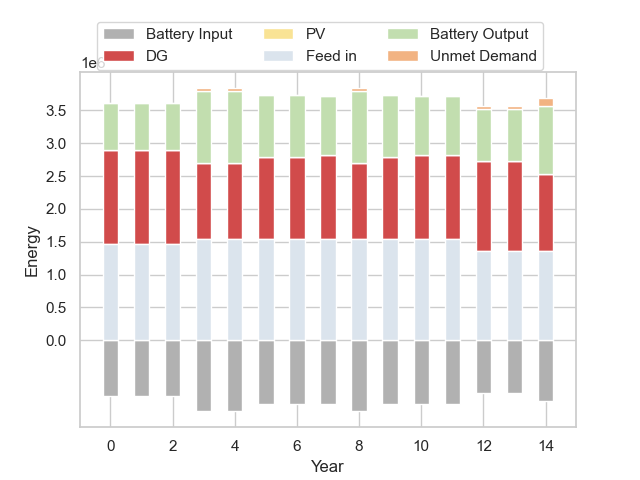 Battery Input PV Battery Output
DG Feed in Unmet Demand
1e6
3.5
3.0
2.5
2.0
1.5
1.0
0.5
0.0
Energy
0 2 4 6 8 10 12 14
Year